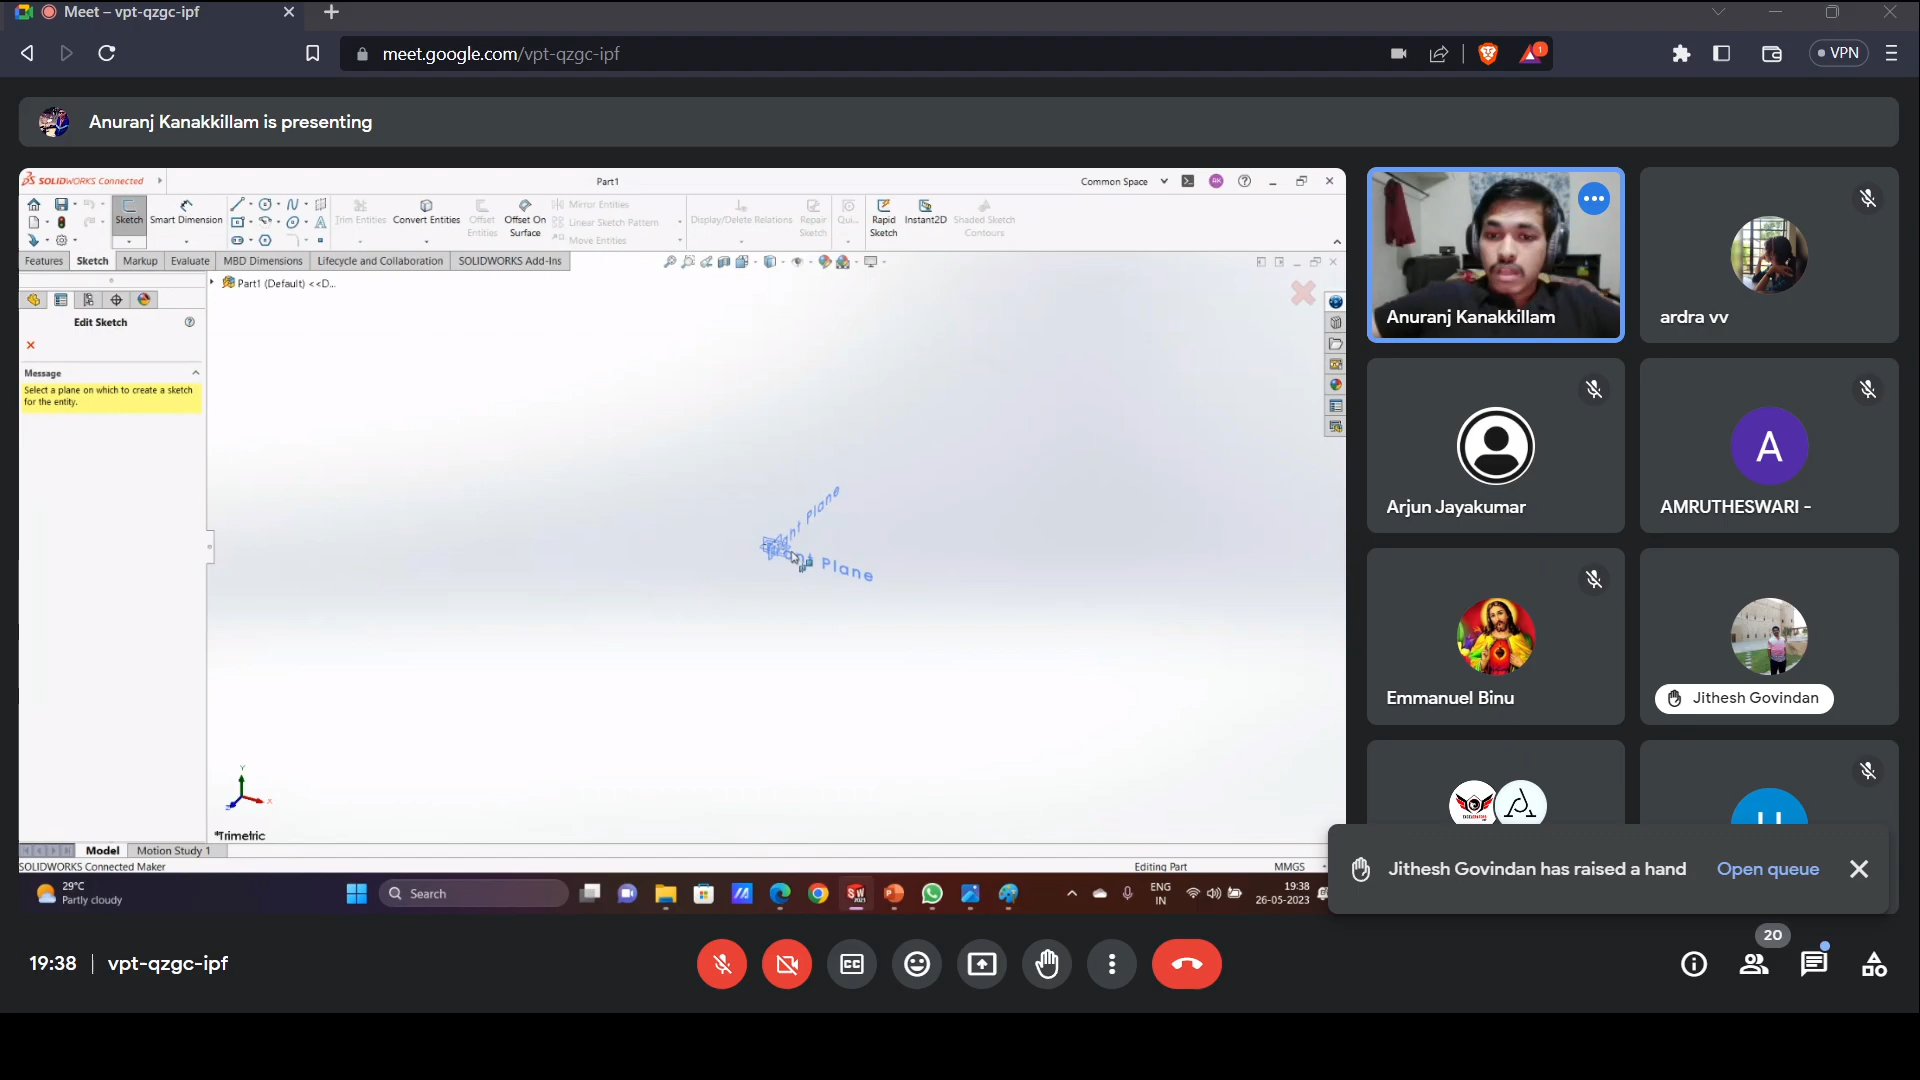 Meet – vpt-qzgc-ipf
meet.google.com/vpt-qzgc-ipf
1
VPN
Anuranj Kanakkillam is presenting
SOLIDWORKS Connected
Part1
Common Space
RK
Sketch
Smart Dimension
Trim Entities
Convert Entities
Offset Entities
Offset On Surface
Mirror Entities
Linear Sketch Pattern
Move Entities
Display/Delete Relations
Repair Sketch
Qui...
Rapid Sketch
Instant2D
Shaded Sketch Contours
Features
Sketch
Markup
Evaluate
MBD Dimensions
Lifecycle and Collaboration
SOLIDWORKS Add-Ins
Part1 (Default) <<D...
Edit Sketch
Message
Select a plane on which to create a sketch
for the entity.
Plane
Plane
Y
X
Z
*Trimetric
Model
Motion Study 1
SOLIDWORKS Connected Maker
Editing Part
MMGS
29°C
Partly cloudy
Search
ENG
IN
19:38
26-05-2023
Anuranj Kanakkillam
ardra vv
Arjun Jayakumar
A
AMRUTHESWARI -
Emmanuel Binu
Jithesh Govindan
Jithesh Govindan has raised a hand
Open queue
19:38
vpt-qzgc-ipf
CC
20